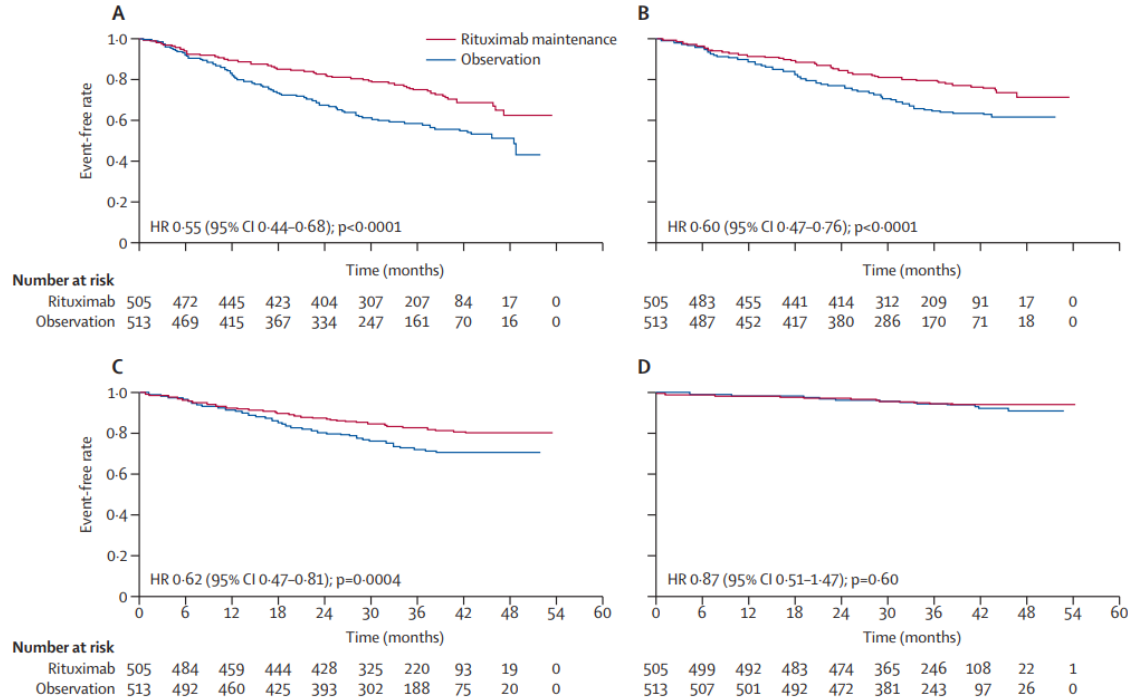 A
1·0
0·8
0·6
0·4
0·2
0
Event-free rate
Rituximab maintenance
Observation
HR 0·55 (95% CI 0·44–0·68); p<0·0001
Time (months)
Number at risk
Rituximab 505 472 445 423 404 307 207 84 17 0
Observation 513 469 415 367 334 247 161 70 16 0
B
HR 0·60 (95% CI 0·47–0·76); p<0·0001
Time (months)
505 483 455 441 414 312 209 91 17 0
513 487 452 417 380 286 170 71 18 0
C
1·0
0·8
0·6
0·4
0·2
0
Event-free rate
HR 0·62 (95% CI 0·47–0·81); p=0·0004
0 6 12 18 24 30 36 42 48 54 60
Time (months)
Number at risk
Rituximab 505 484 459 444 428 325 220 93 19 0
Observation 513 492 460 425 393 302 188 75 20 0
D
HR 0·87 (95% CI 0·51–1·47); p=0·60
0 6 12 18 24 30 36 42 48 54 60
Time (months)
505 499 492 483 474 365 246 108 22 1
513 507 501 492 472 381 243 97 26 0